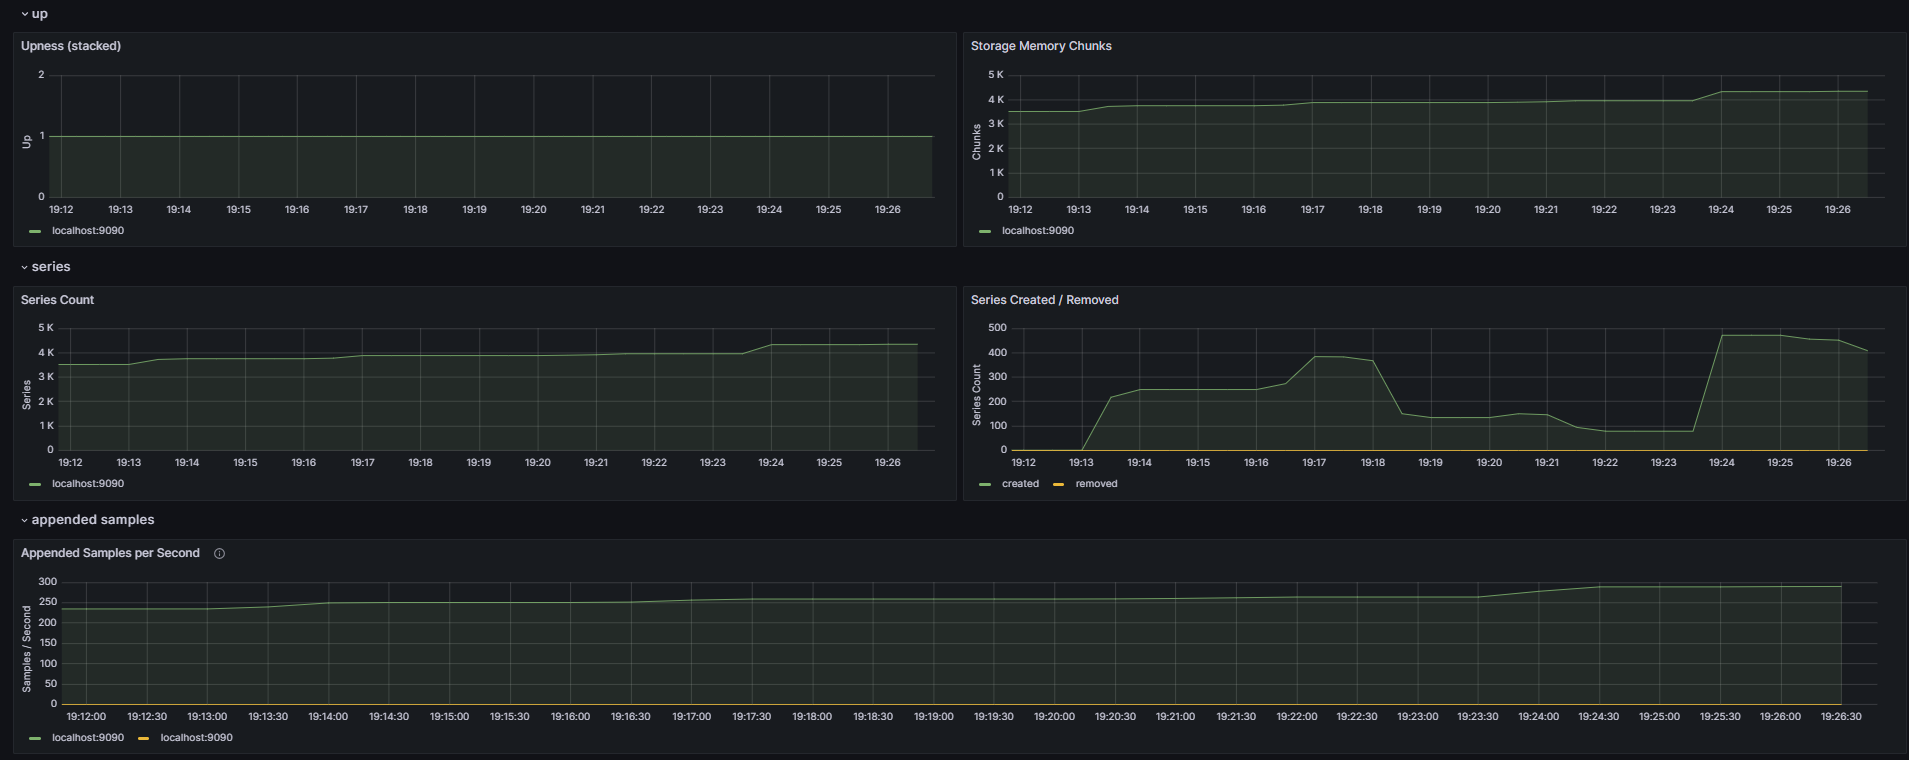 up
Upness (stacked)
Storage Memory Chunks
2
1
0
Up
19:12 19:13 19:14 19:15 19:16 19:17 19:18 19:19 19:20 19:21 19:22 19:23 19:24 19:25 19:26
localhost:9090
5 K
4 K
3 K
2 K
1 K
0
Chunks
19:12 19:13 19:14 19:15 19:16 19:17 19:18 19:19 19:20 19:21 19:22 19:23 19:24 19:25 19:26
localhost:9090
series
Series Count
Series Created / Removed
5 K
4 K
3 K
2 K
1 K
0
Series
19:12 19:13 19:14 19:15 19:16 19:17 19:18 19:19 19:20 19:21 19:22 19:23 19:24 19:25 19:26
localhost:9090
500
400
300
200
100
0
Series Count
19:12 19:13 19:14 19:15 19:16 19:17 19:18 19:19 19:20 19:21 19:22 19:23 19:24 19:25 19:26
created removed
appended samples
Appended Samples per Second
300
250
200
150
100
50
0
Samples / Second
19:12:00 19:12:30 19:13:00 19:13:30 19:14:00 19:14:30 19:15:00 19:15:30 19:16:00 19:16:30 19:17:00 19:17:30 19:18:00 19:18:30 19:19:00 19:19:30 19:20:00 19:20:30 19:21:00 19:21:30 19:22:00 19:22:30 19:23:00 19:23:30 19:24:00 19:24:30 19:25:00 19:25:30 19:26:00 19:26:30
localhost:9090 localhost:9090